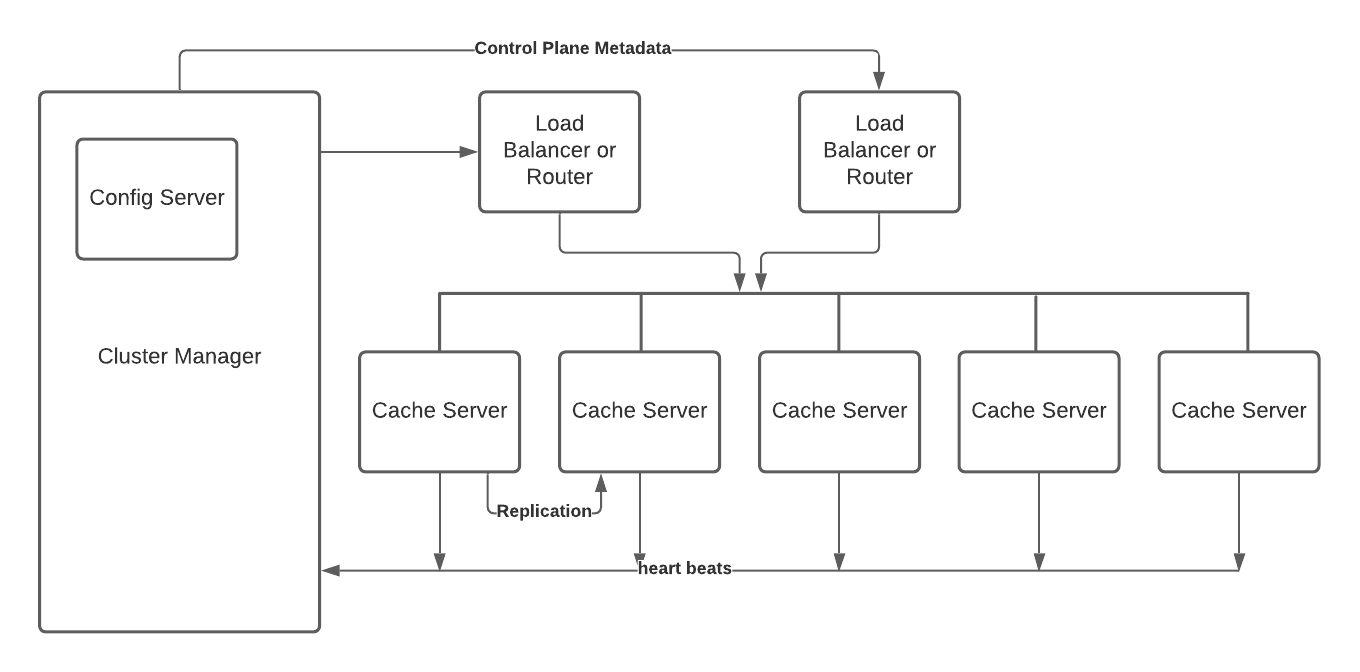 Control Plane Metadata
Load
Balancer or
Router
Load
Balancer or
Router
Config Server
Cluster Manager
Cache Server
Cache Server
Cache Server
Cache Server
Cache Server
Replication
heart beats